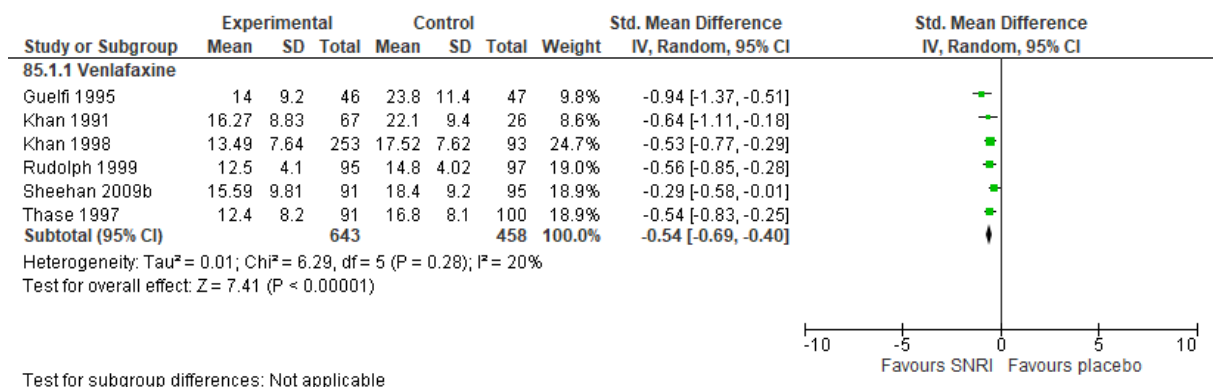 Experimental Control Std. Mean Difference Std. Mean Difference
Study or Subgroup Mean SD Total Mean SD Total Weight IV, Random, 95% CI IV, Random, 95% CI
85.1.1 Venlafaxine
Guelfi 1995 14 9.2 46 23.8 11.4 47 9.8% -0.94 [-1.37, -0.51]
Khan 1991 16.27 8.83 67 22.1 9.4 26 8.6% -0.64 [-1.11, -0.18]
Khan 1998 13.49 7.64 253 17.52 7.62 93 24.7% -0.53 [-0.77, -0.29]
Rudolph 1999 12.5 4.1 95 14.8 4.02 97 19.0% -0.56 [-0.85, -0.28]
Sheehan 2009b 15.59 9.81 91 18.4 9.2 95 18.9% -0.29 [-0.58, -0.01]
Thase 1997 12.4 8.2 91 16.8 8.1 100 18.9% -0.54 [-0.83, -0.25]
Subtotal (95% CI) 643 458 100.0% -0.54 [-0.69, -0.40]
Heterogeneity: Tau² = 0.01; Chi² = 6.29, df = 5 (P = 0.28); I² = 20%
Test for overall effect: Z = 7.41 (P < 0.00001)
-10 -5 0 5 10
Favours SNRI Favours placebo
Test for subgroup differences: Not applicable